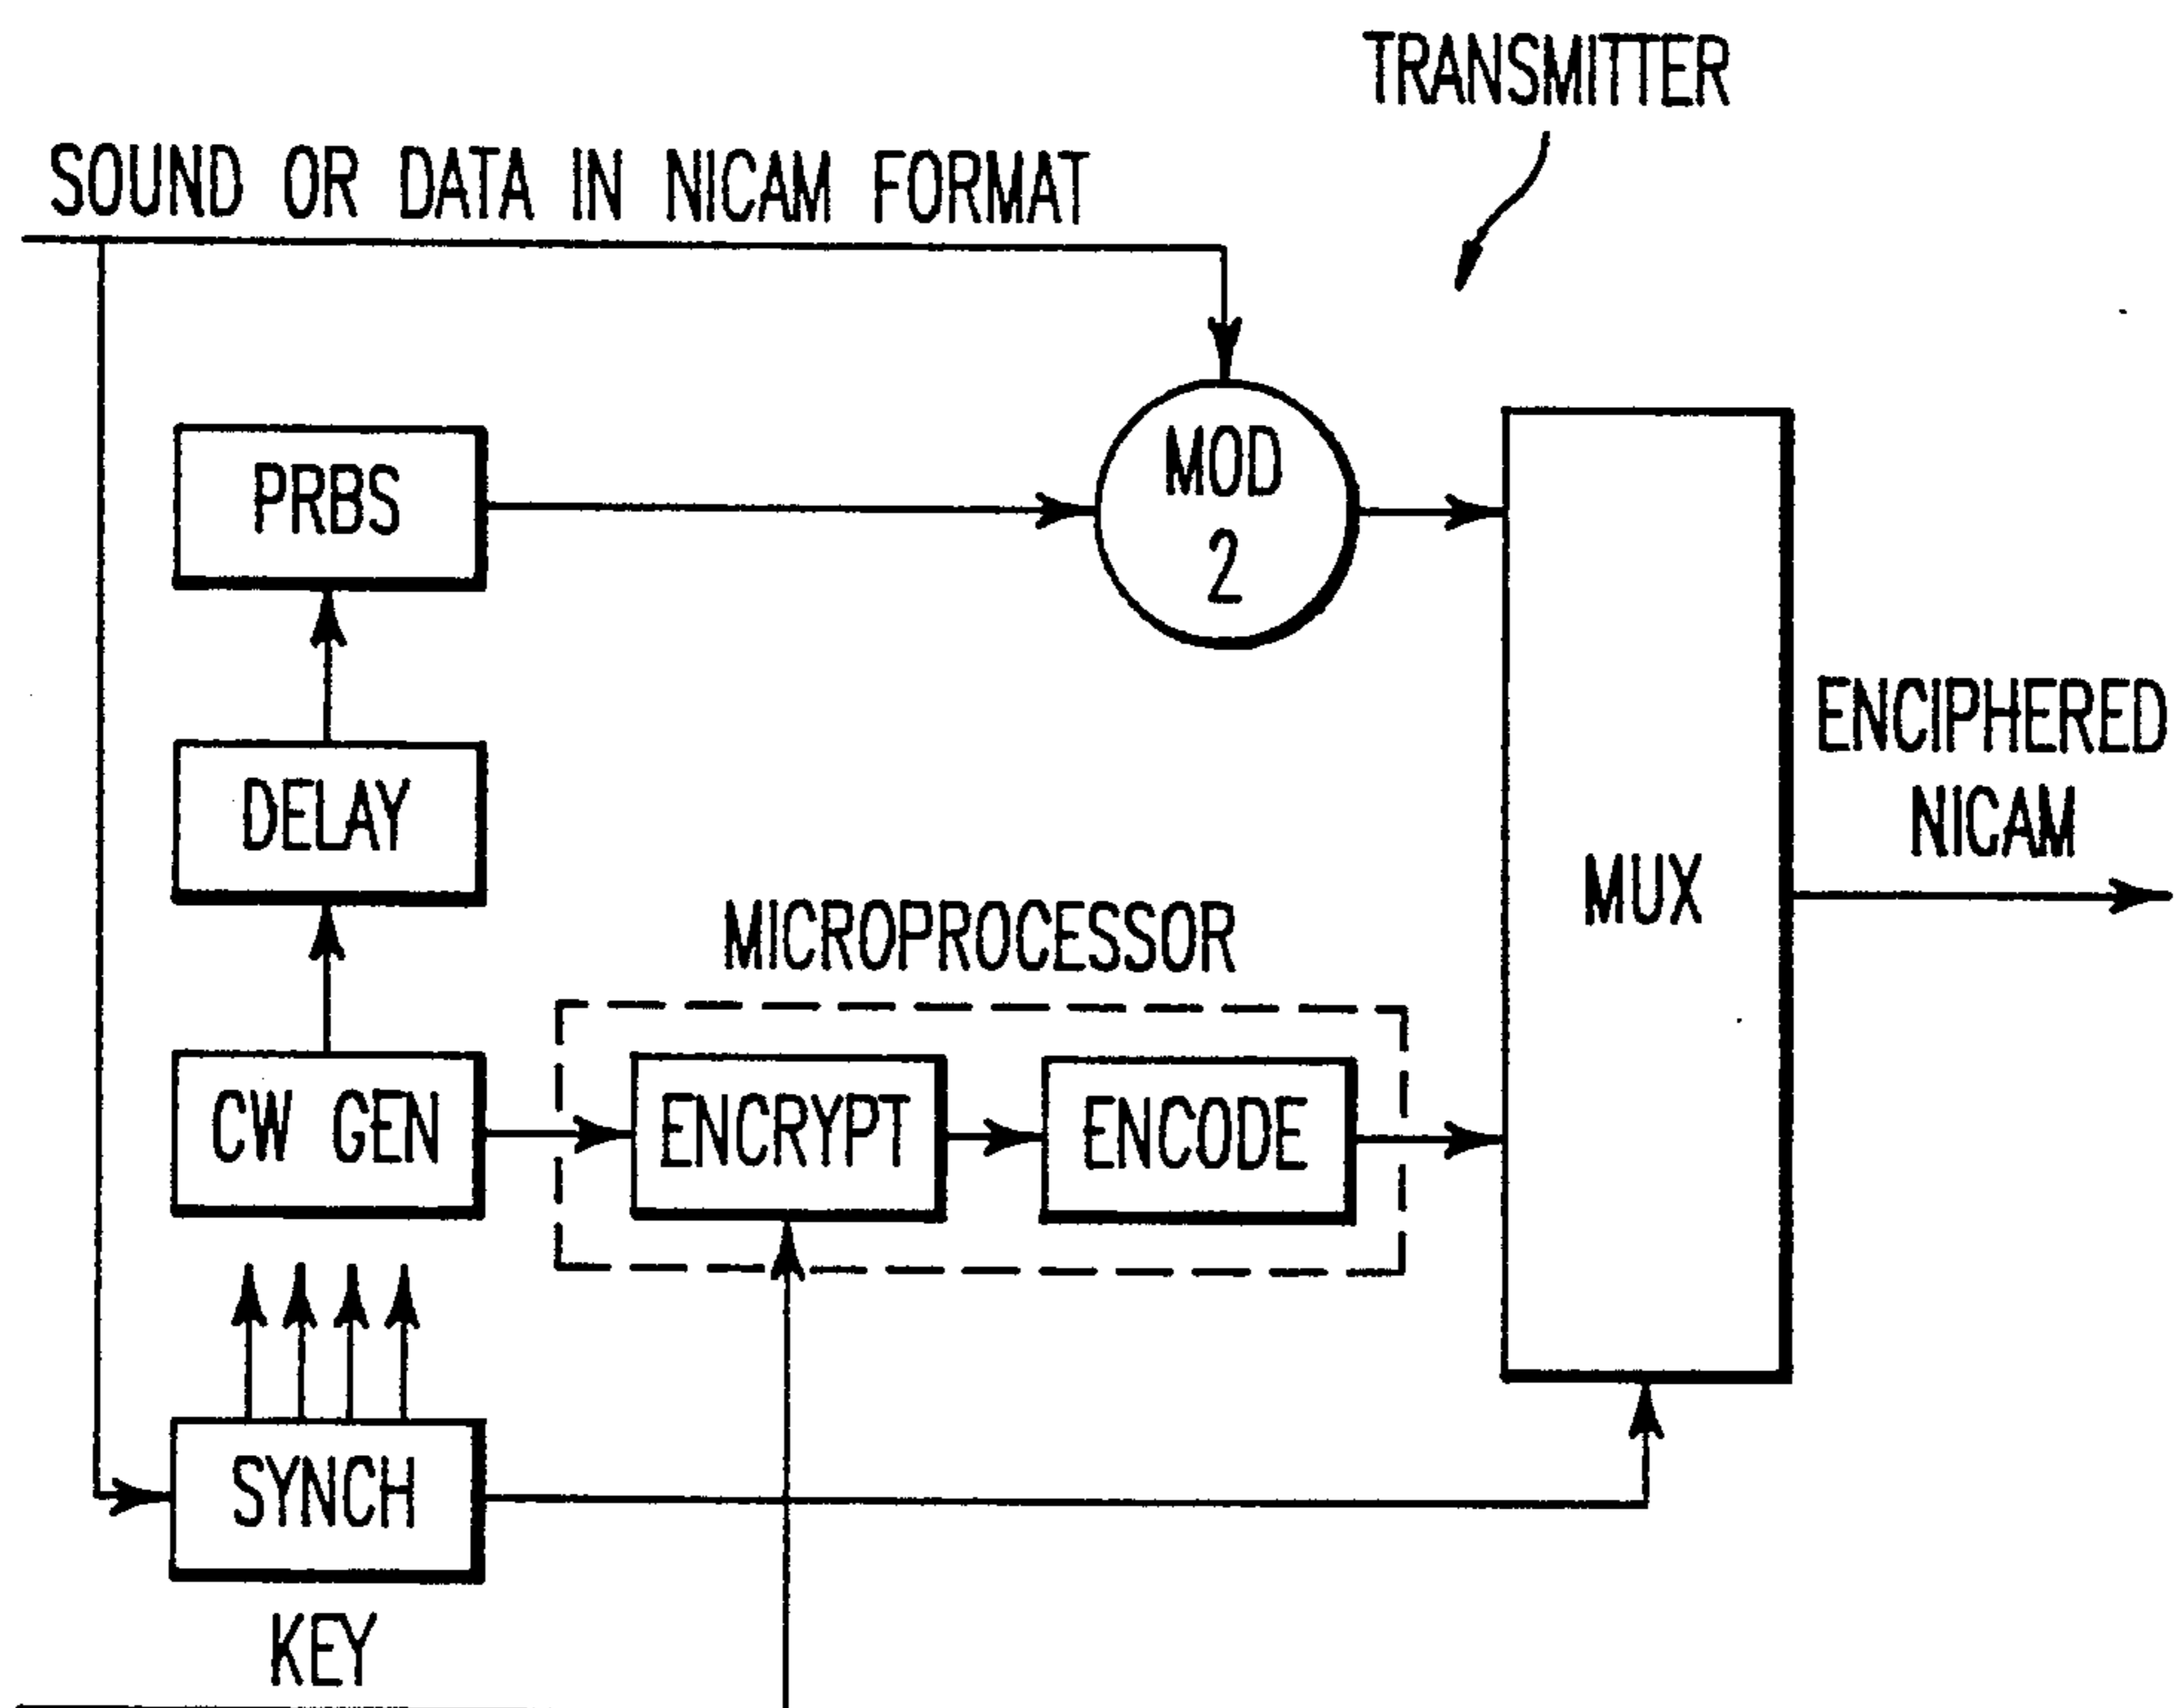 TRANSMITTER
SOUND OR DATA IN NICAM FORMAT
PRBS
MOD
2
DELAY
ENCIPHERED
NICAM
MUX
MICROPROCESSOR
CW GEN
ENCRYPT
ENCODE
SYNCH
KEY